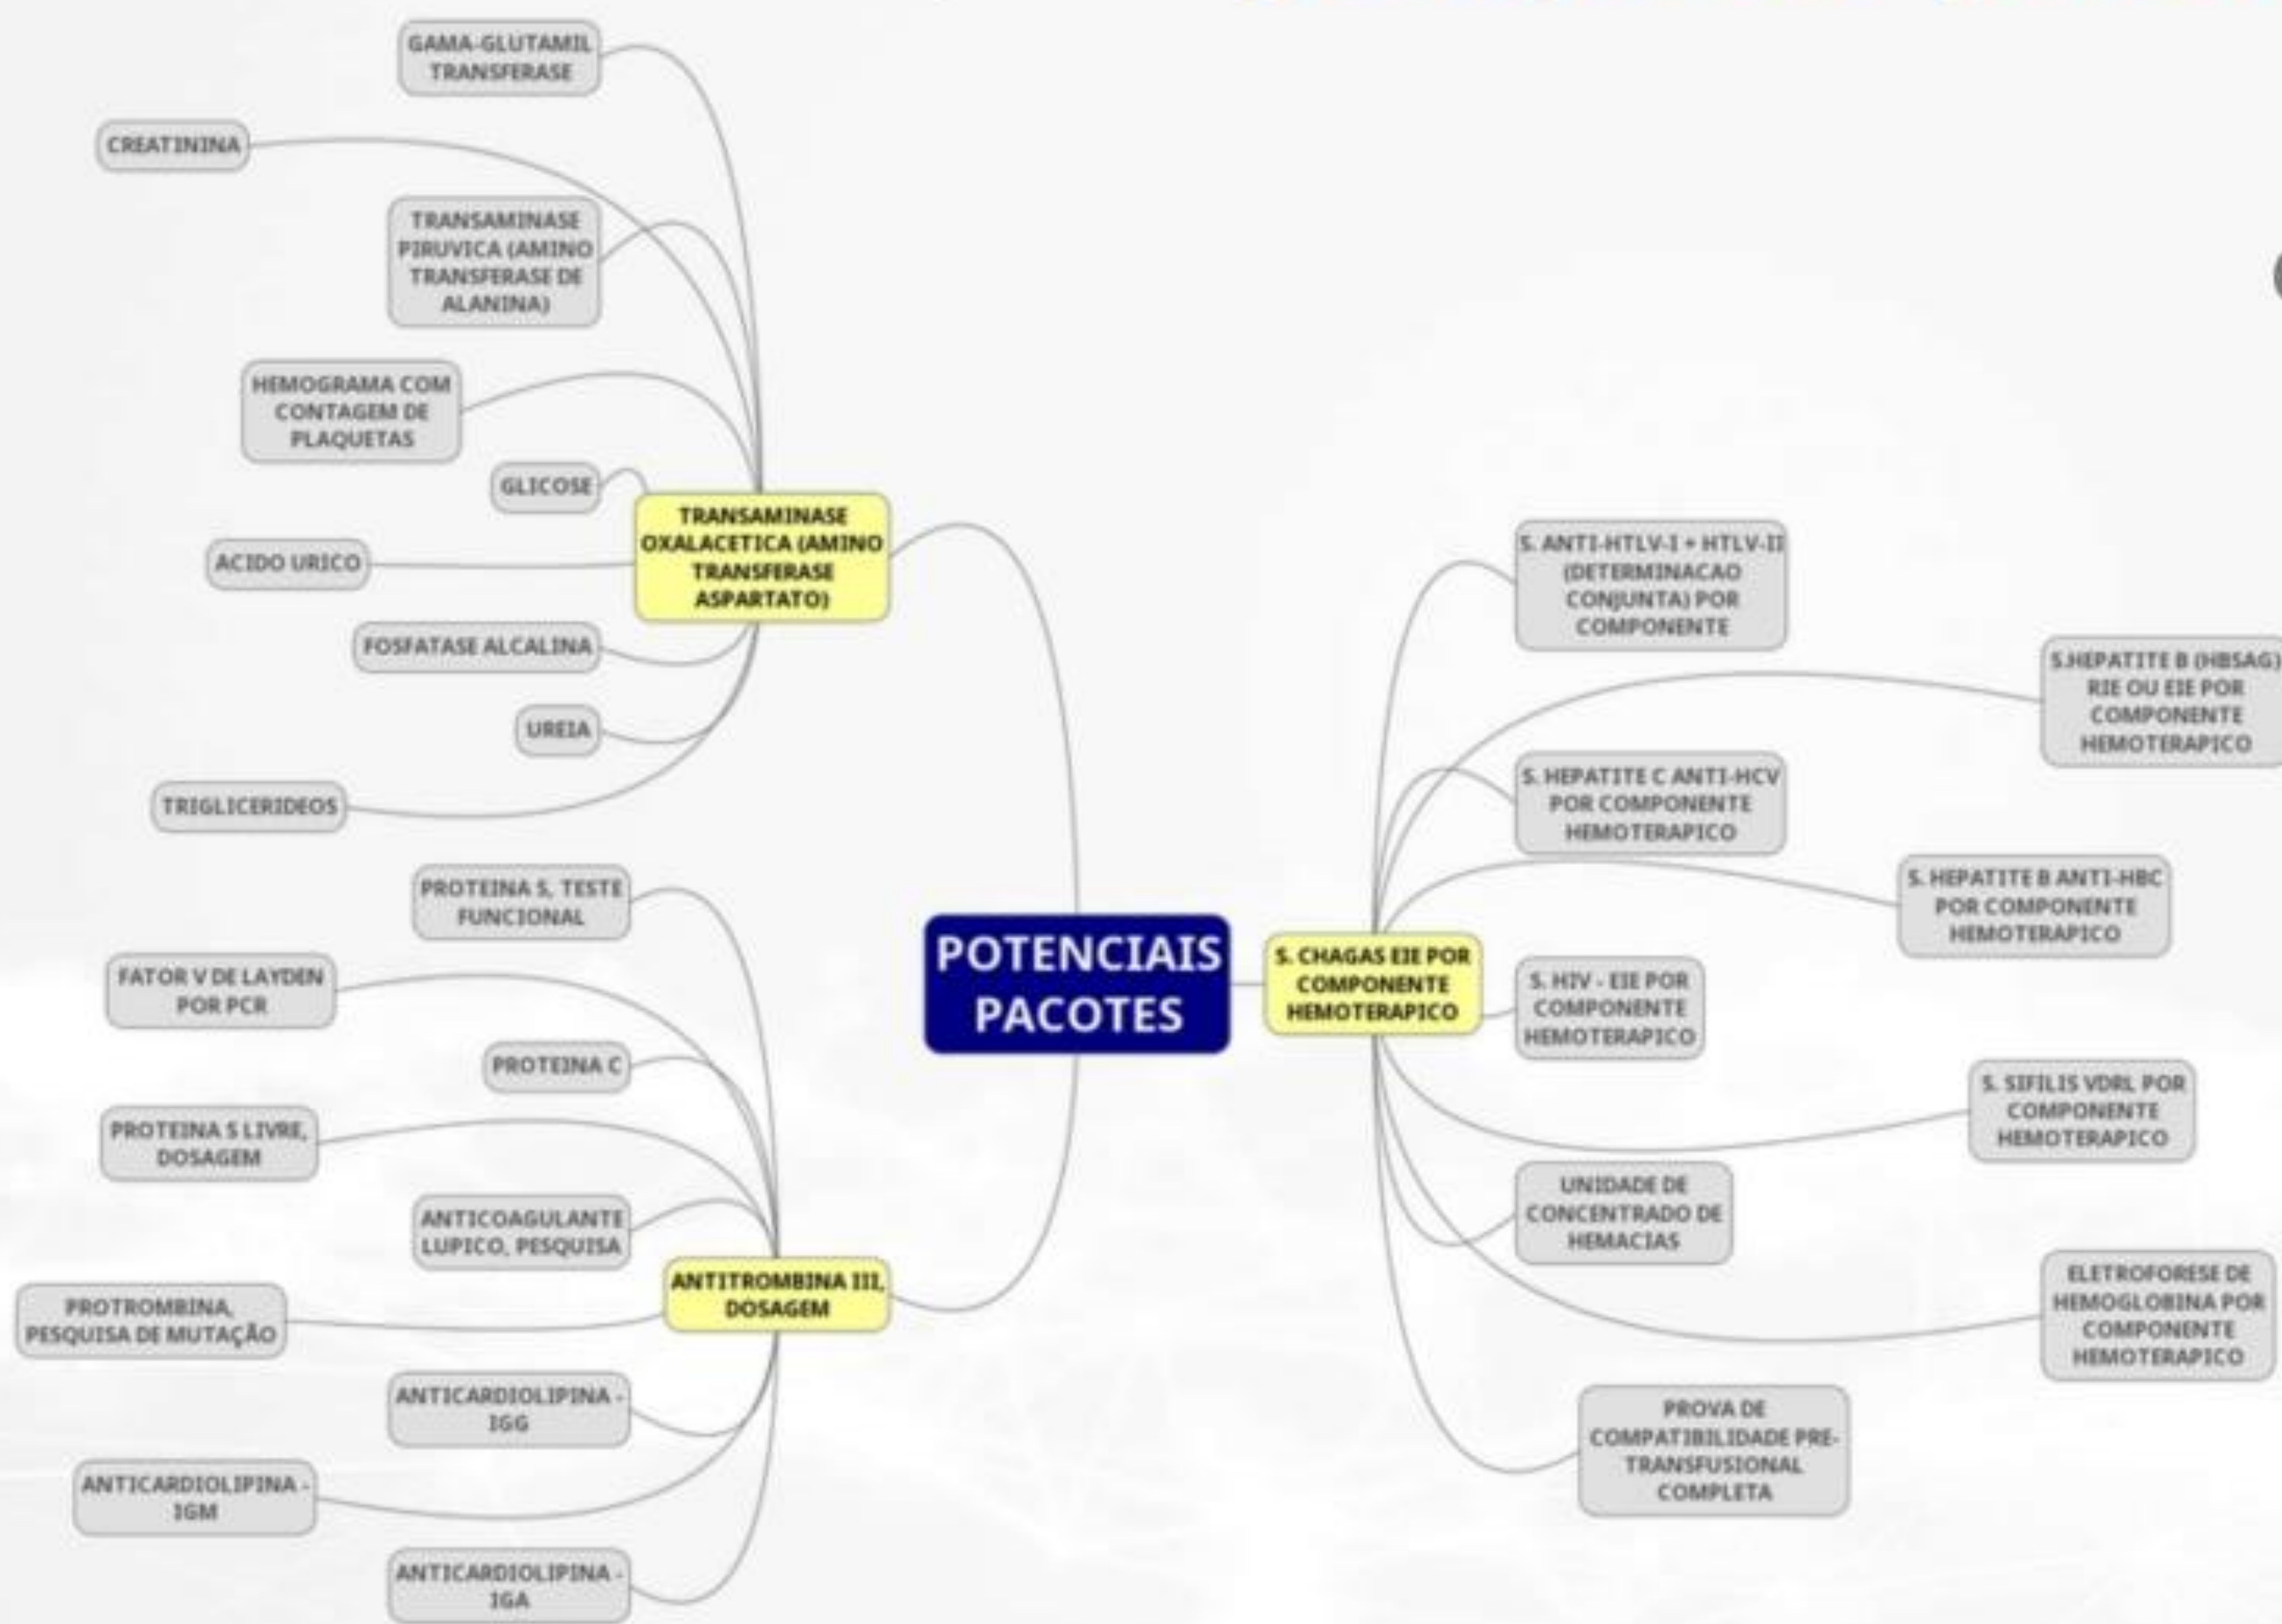 GAMA-GLUTAMIL
TRANSFERASE
CREATININA
TRANSAMINASE
PIRUVICA (AMINO
TRANSFERASE DE
ALANINA)
HEMOGRAMA COM
CONTAGEM DE
PLAQUETAS
GLICOSE
TRANSAMINASE
OXALACETICA (AMINO
TRANSFERASE
ASPARTATO)
ACIDO URICO
FOSFATASE ALCALINA
UREIA
TRIGLICERIDEOS
PROTEINA S, TESTE
FUNCIONAL
FATOR V DE LAYDEN
POR PCR
PROTEINA C
PROTEINA S LIVRE,
DOSAGEM
ANTICOAGULANTE
LUPICO, PESQUISA
ANTITROMBINA III,
DOSAGEM
PROTROMBINA,
PESQUISA DE MUTAÇÃO
ANTICARDIOLIPINA -
IGG
ANTICARDIOLIPINA -
IGM
ANTICARDIOLIPINA -
IGA
POTENCIAIS
PACOTES
S. CHAGAS EIE POR
COMPONENTE
HEMOTERAPICO
S. ANTI-HTLV-I + HTLV-II
(DETERMINACAO
CONJUNTA) POR
COMPONENTE
S.HEPATITE B (HBSAG)
RIE OU EIE POR
COMPONENTE
HEMOTERAPICO
S. HEPATITE C ANTI-HCV
POR COMPONENTE
HEMOTERAPICO
S. HEPATITE B ANTI-HBC
POR COMPONENTE
HEMOTERAPICO
S. HIV - EIE POR
COMPONENTE
HEMOTERAPICO
S. SIFILIS VDRL POR
COMPONENTE
HEMOTERAPICO
UNIDADE DE
CONCENTRADO DE
HEMACIAS
ELETROFORESE DE
HEMOGLOBINA POR
COMPONENTE
HEMOTERAPICO
PROVA DE
COMPATIBILIDADE PRE-
TRANSFUSIONAL
COMPLETA